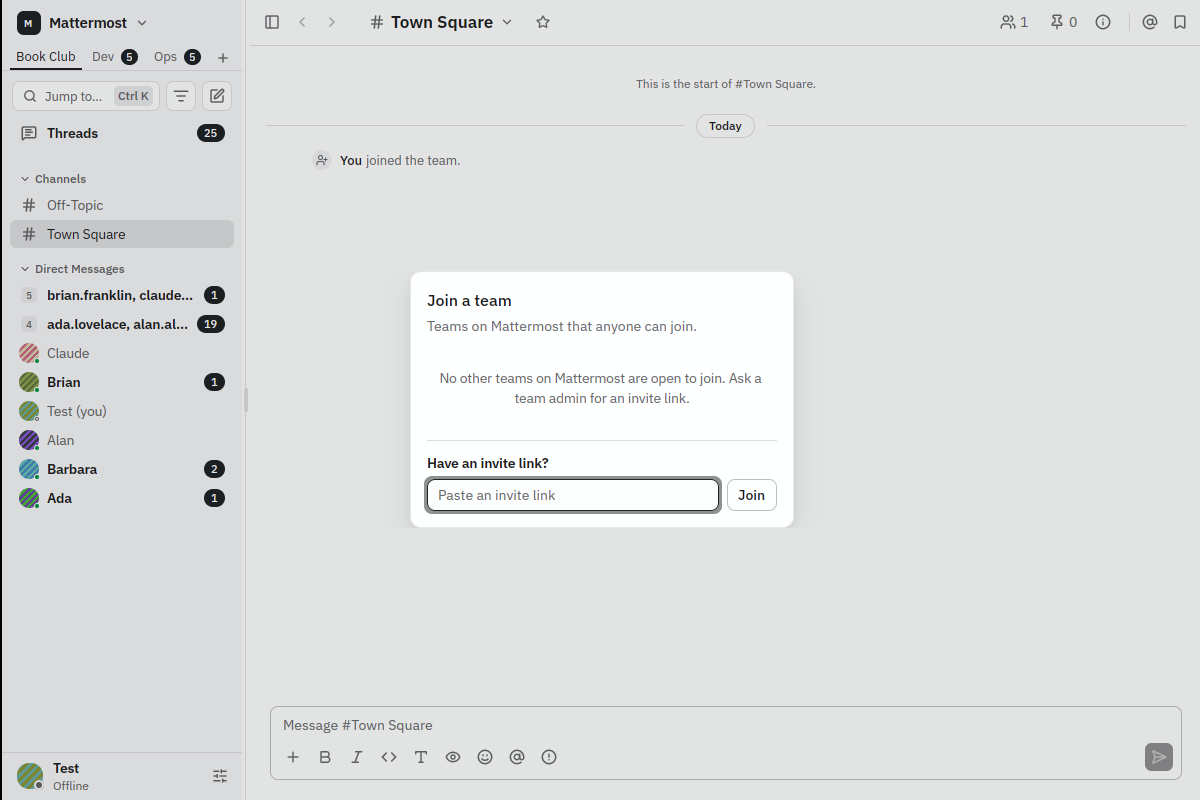 M Mattermost
Book Club Dev 5 Ops 5
Jump to... Ctrl K
Threads 25
Channels
Off-Topic
Town Square
Direct Messages
5 brian.franklin, claude... 1
4 ada.lovelace, alan.al... 19
Claude
Brian 1
Test (you)
Alan
Barbara 2
Ada 1
Test
Offline
Town Square
1
0
This is the start of #Town Square.
Today
You joined the team.
Join a team
Teams on Mattermost that anyone can join.
No other teams on Mattermost are open to join. Ask a
team admin for an invite link.
Have an invite link?
Paste an invite link Join
Message #Town Square